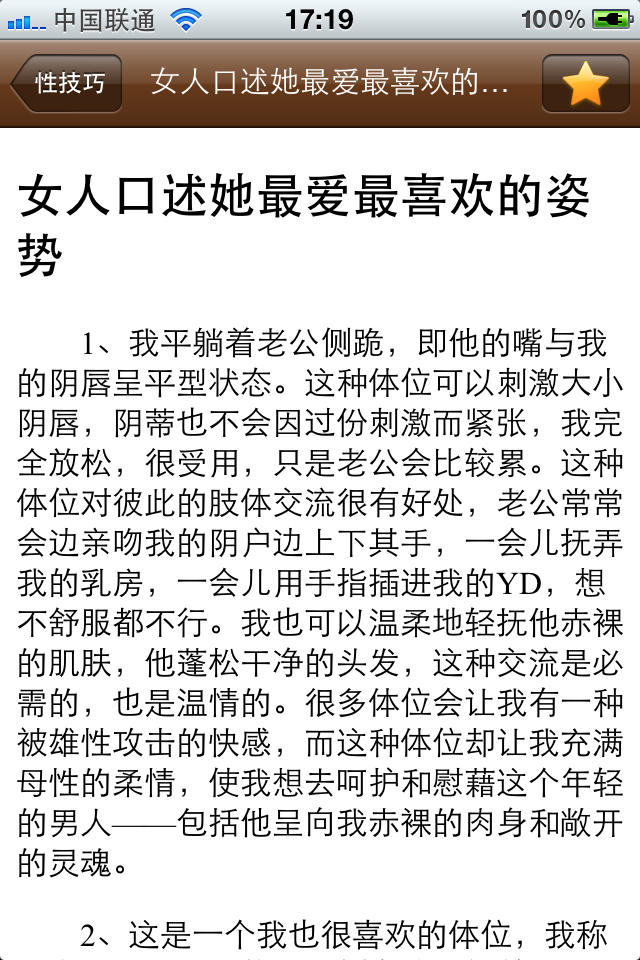 中国联通 17:19 100%
性技巧 女人口述她最爱最喜欢的…
女人口述她最爱最喜欢的姿
势
1、我平躺着老公侧跪，即他的嘴与我
的阴唇呈平型状态。这种体位可以刺激大小
阴唇，阴蒂也不会因过份刺激而紧张，我完
全放松，很受用，只是老公会比较累。这种
体位对彼此的肢体交流很有好处，老公常常
会边亲吻我的阴户边上下其手，一会儿抚弄
我的乳房，一会儿用手指插进我的YD，想
不舒服都不行。我也可以温柔地轻抚他赤裸
的肌肤，他蓬松干净的头发，这种交流是必
需的，也是温情的。很多体位会让我有一种
被雄性攻击的快感，而这种体位却让我充满
母性的柔情，使我想去呵护和慰藉这个年轻
的男人——包括他呈向我赤裸的肉身和敞开
的灵魂。
2、这是一个我也很喜欢的体位，我称